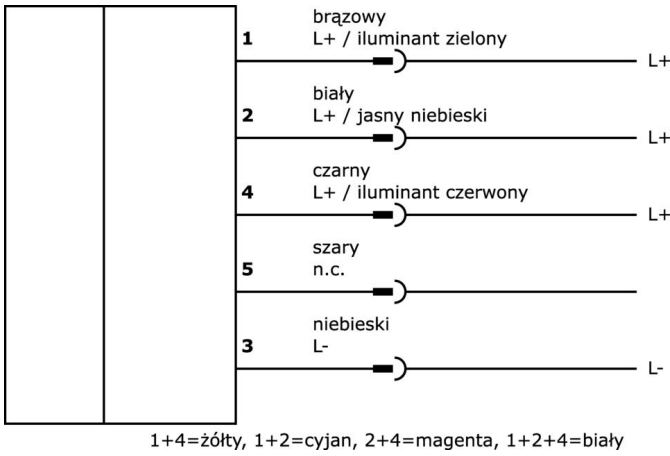 brązowy
1 L+ / iluminant zielony L+
biały
2 L+ / jasny niebieski L+
czarny
4 L+ / iluminant czerwony L+
szary
5 n.c.
niebieski
3 L- L-
1+4=żółty, 1+2=cyjan, 2+4=magenta, 1+2+4=biały